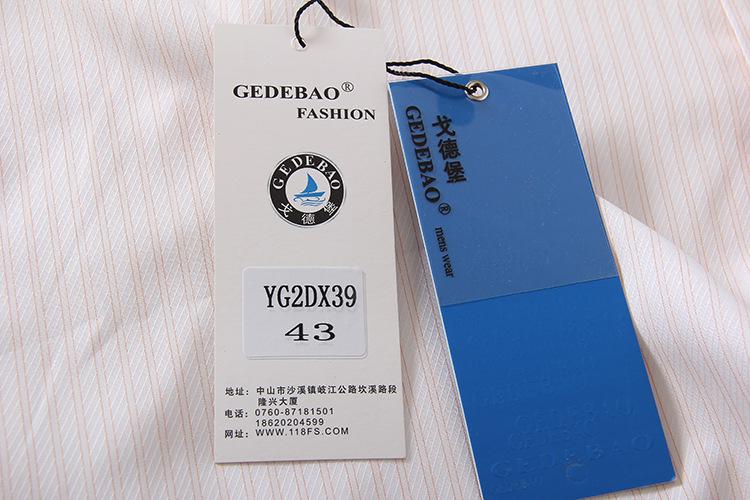 GEDEBAO®
FASHION
GEDEBAO
戈德堡
YG2DX39
43
地址：中山市沙溪镇岐江公路坎溪路段
隆兴大厦
电话：0760-87181501
18620204599
网址：WWW.118FS.COM
戈德堡
GEDEBAO®
mens wear